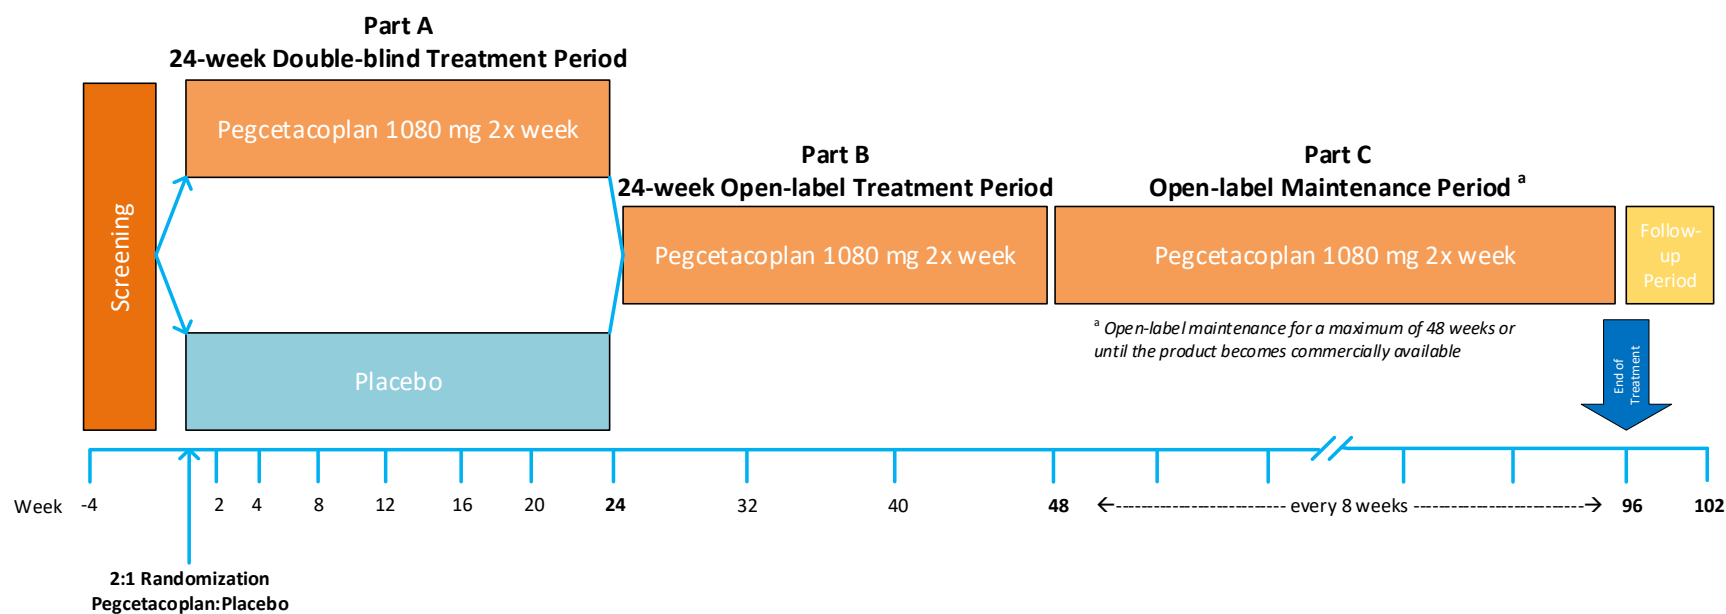 Part A
24-week Double-blind Treatment Period
Screening
Pegcetacoplan 1080 mg 2x week
Placebo
Part B
24-week Open-label Treatment Period
Pegcetacoplan 1080 mg 2x week
Part C
Open-label Maintenance Period a
Pegcetacoplan 1080 mg 2x week
Follow-
up
Period
a Open-label maintenance for a maximum of 48 weeks or
until the product becomes commercially available
End of
Treatment
Week -4 2 4 8 12 16 20 24 32 40 48 ←--------------------------- every 8 weeks ---------------------------→ 96 102
2:1 Randomization
Pegcetacoplan:Placebo